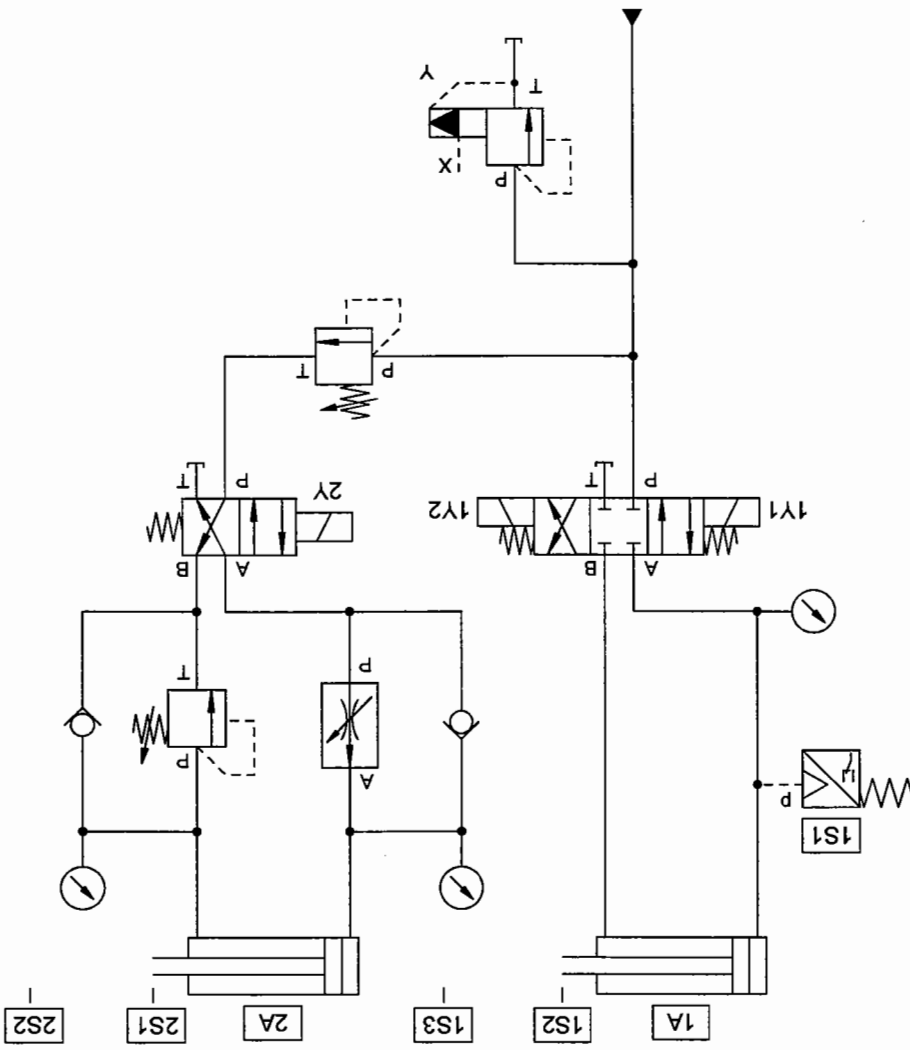 1A 1S2 1S3 2A 2S1 2S2
1S1
P
A P
P T
A B A B
1Y1 1Y2 2Y
P T P T
P T
P
X
T
Y